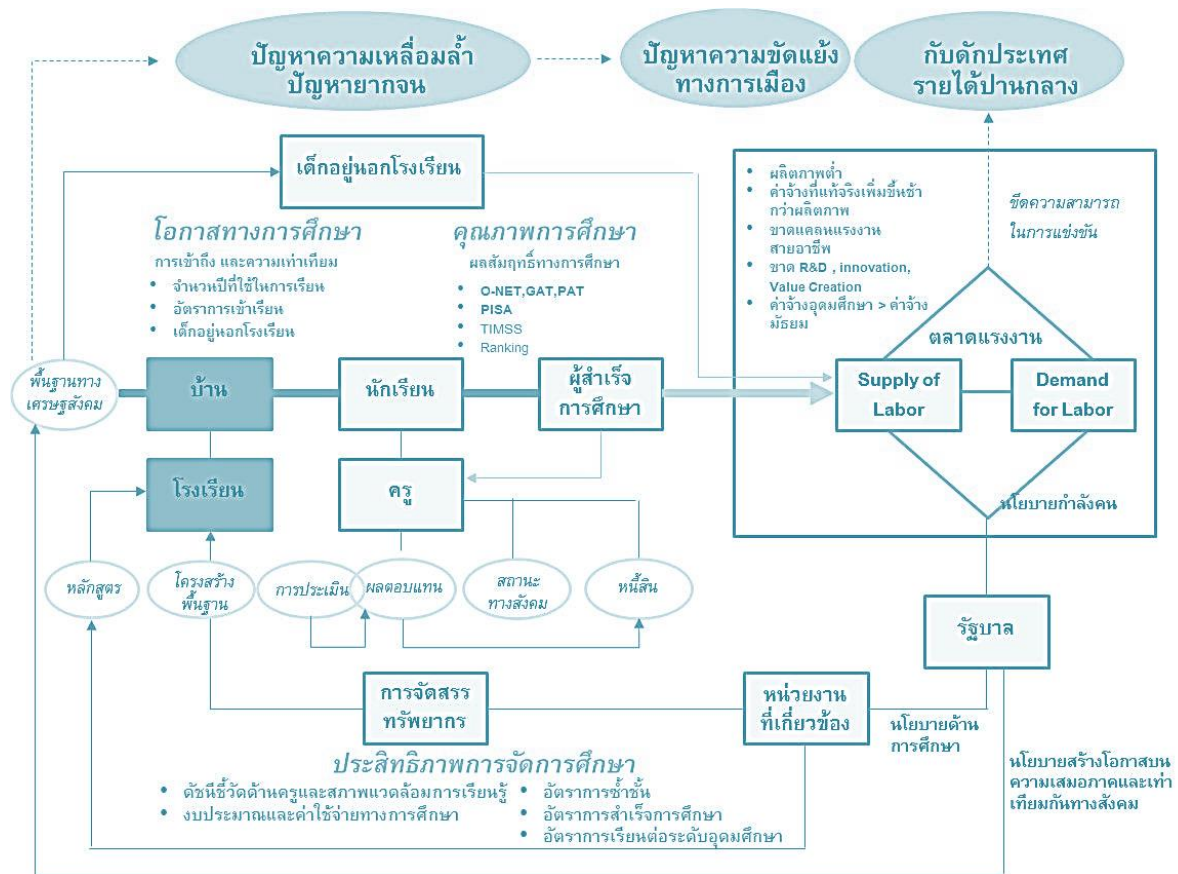 ปัญหาความเหลื่อมล้ำ
ปัญหายากจน
ปัญหาความขัดแย้ง
ทางการเมือง
กับดักประเทศ
รายได้ปานกลาง
เด็กอยู่นอกโรงเรียน
โอกาสทางการศึกษา
การเข้าถึง และความเท่าเทียม
• จำนวนปีที่ใช้ในการเรียน
• อัตราการเข้าเรียน
• เด็กอยู่นอกโรงเรียน
คุณภาพการศึกษา
ผลสัมฤทธิ์ทางการศึกษา
• O-NET,GAT,PAT
• PISA
• TIMSS
• Ranking
• ผลิตภาพต่ำ
• ค่าจ้างที่แท้จริงเพิ่มขึ้นช้า
กว่าผลิตภาพ
• ขาดแคลนแรงงาน
สายอาชีพ
• ขาด R&D , innovation,
Value Creation
• ค่าจ้างอุดมศึกษา > ค่าจ้าง
มัธยม
ขีดความสามารถ
ในการแข่งขัน
ตลาดแรงงาน
พื้นฐานทาง
เศรษฐสังคม
บ้าน
นักเรียน
ผู้สำเร็จ
การศึกษา
Supply of
Labor
Demand
for Labor
โรงเรียน
ครู
นโยบายกำลังคน
หลักสูตร
โครงสร้าง
พื้นฐาน
การประเมิน
ผลตอบแทน
สถานะ
ทางสังคม
หนี้สิน
รัฐบาล
การจัดสรร
ทรัพยากร
หน่วยงาน
ที่เกี่ยวข้อง
นโยบายด้าน
การศึกษา
นโยบายสร้างโอกาสบน
ความเสมอภาคและเท่า
เทียมกันทางสังคม
ประสิทธิภาพการจัดการศึกษา
• ดัชนีชี้วัดด้านครูและสภาพแวดล้อมการเรียนรู้
• งบประมาณและค่าใช้จ่ายทางการศึกษา
• อัตราการซ้ำชั้น
• อัตราการสำเร็จการศึกษา
• อัตราการเรียนต่อระดับอุดมศึกษา